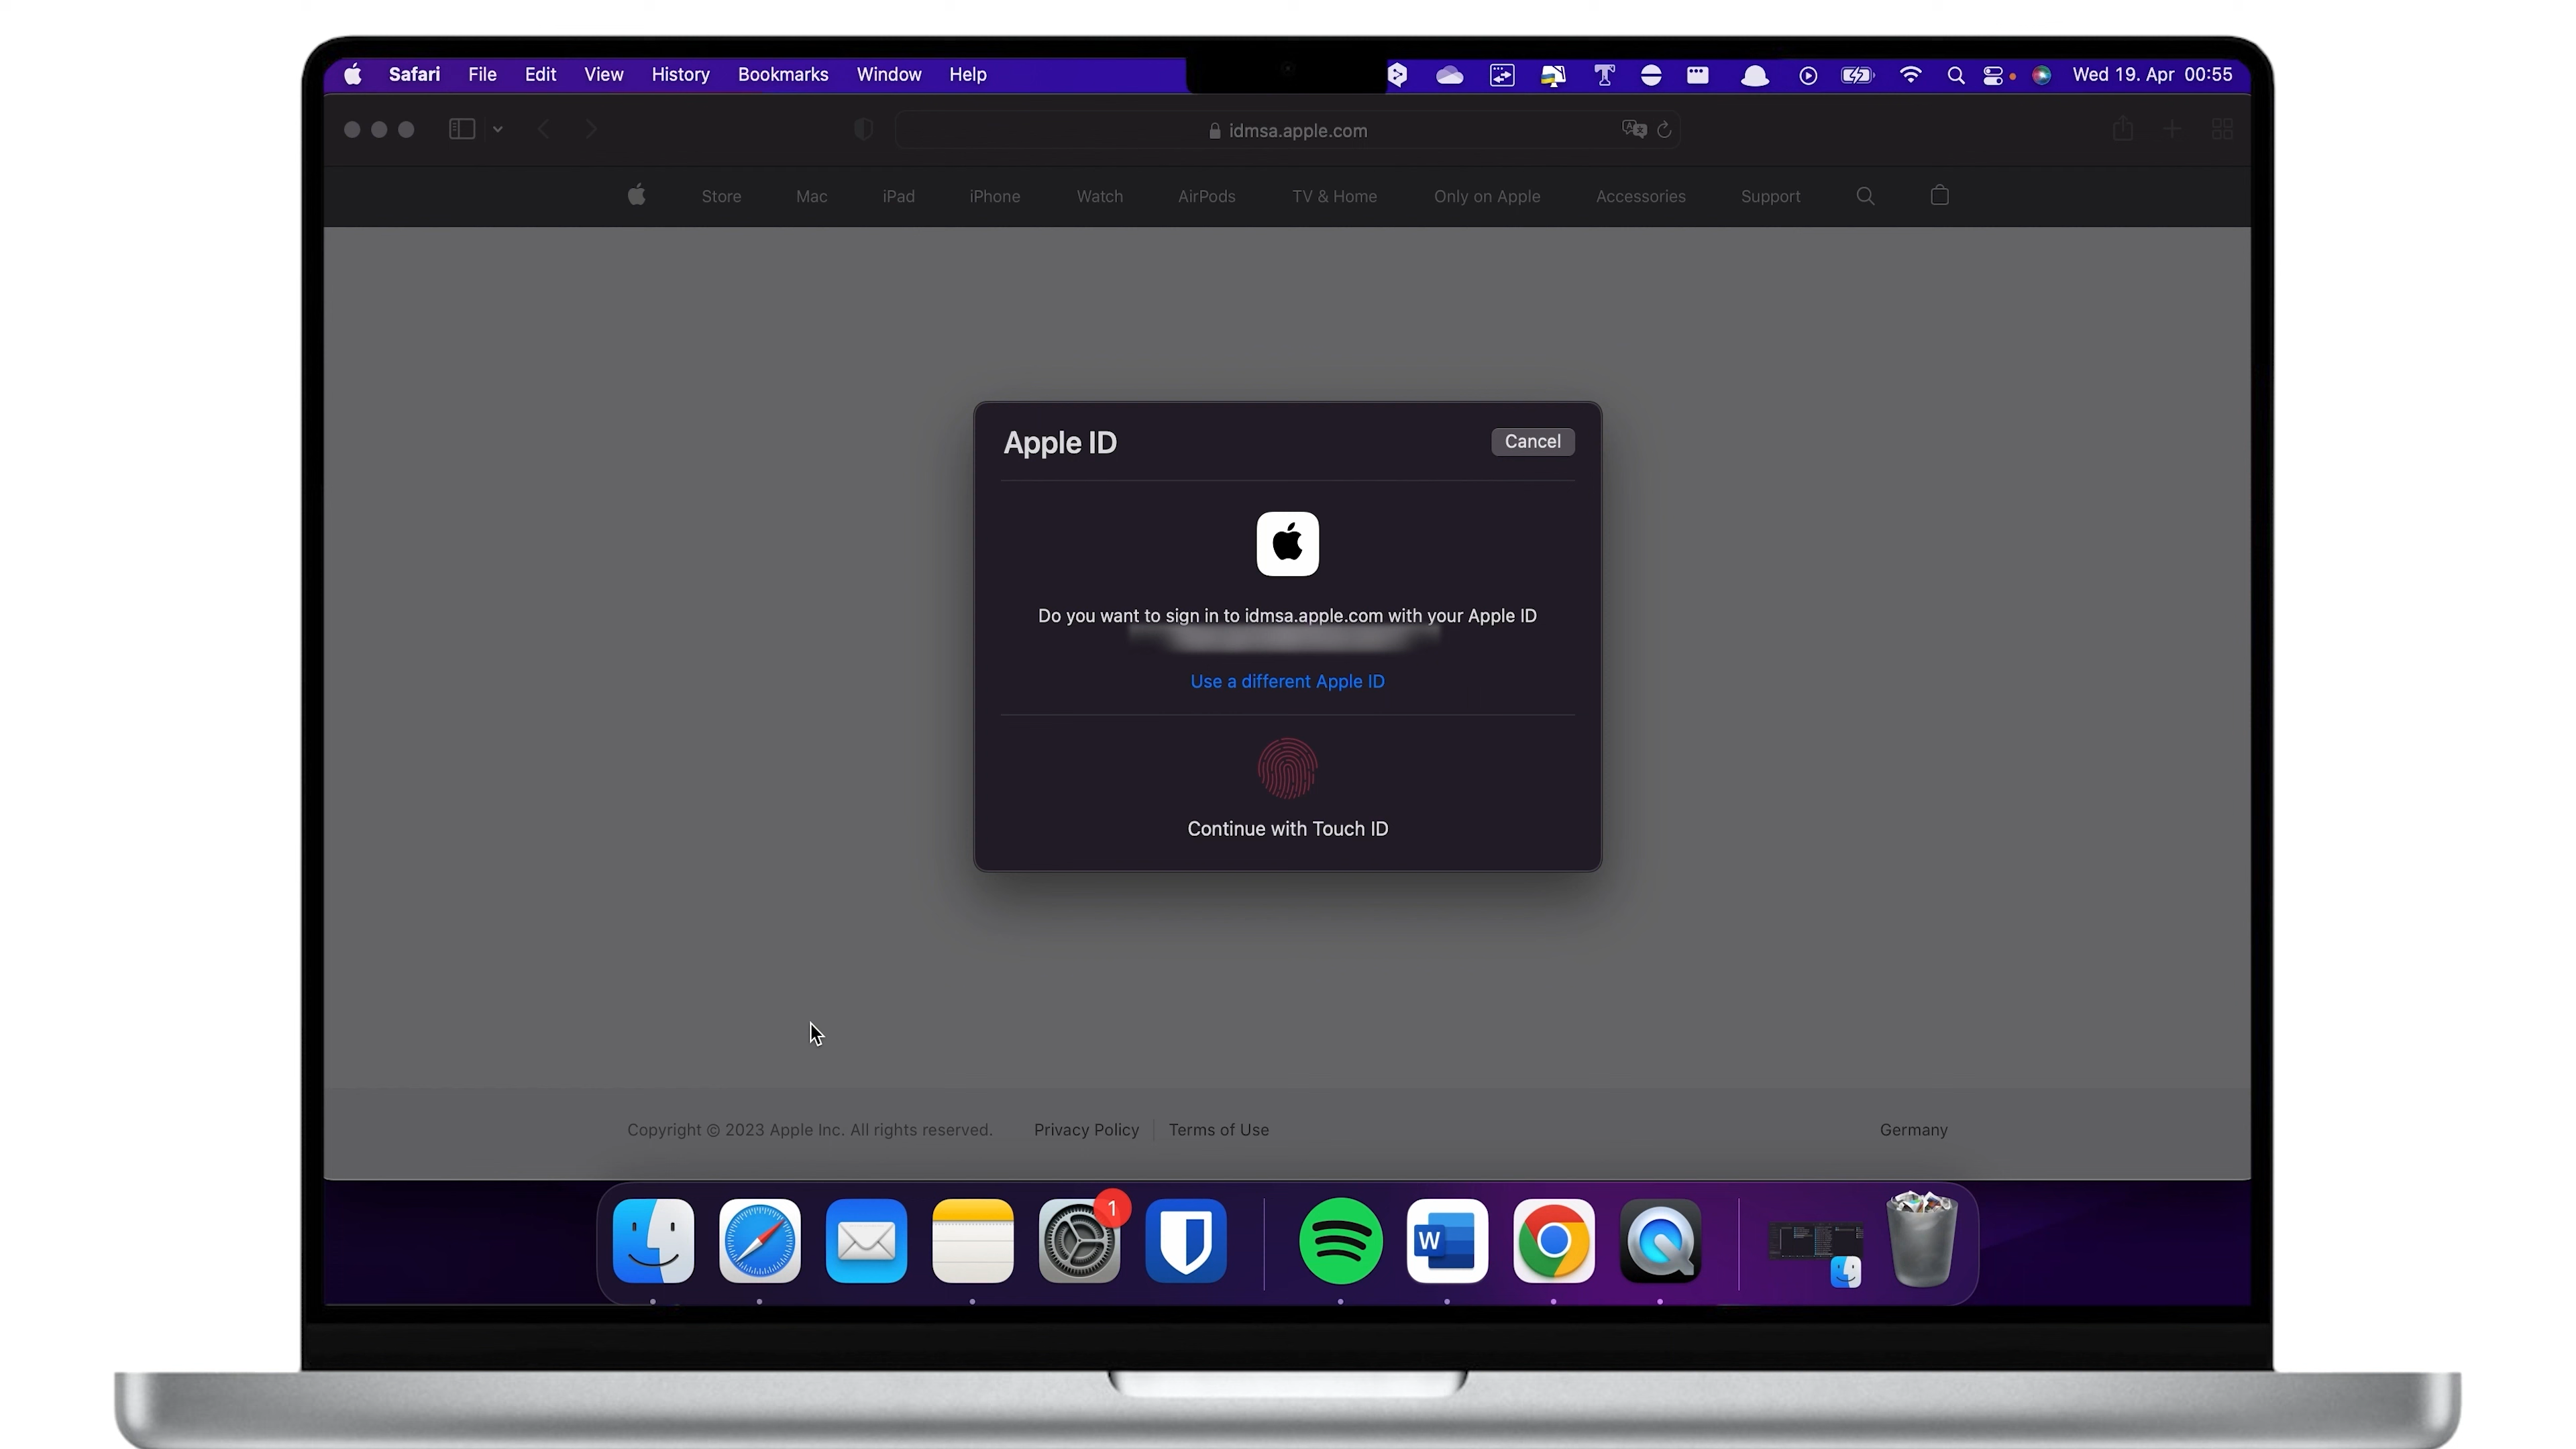 Safari File Edit View History Bookmarks Window Help Wed 19. Apr 00:55
idmsa.apple.com
Store Mac iPad iPhone Watch AirPods TV & Home Only on Apple Accessories Support
Apple ID Cancel
Do you want to sign in to idmsa.apple.com with your Apple ID
Use a different Apple ID
Continue with Touch ID
Copyright © 2023 Apple Inc. All rights reserved. Privacy Policy Terms of Use Germany
1
W